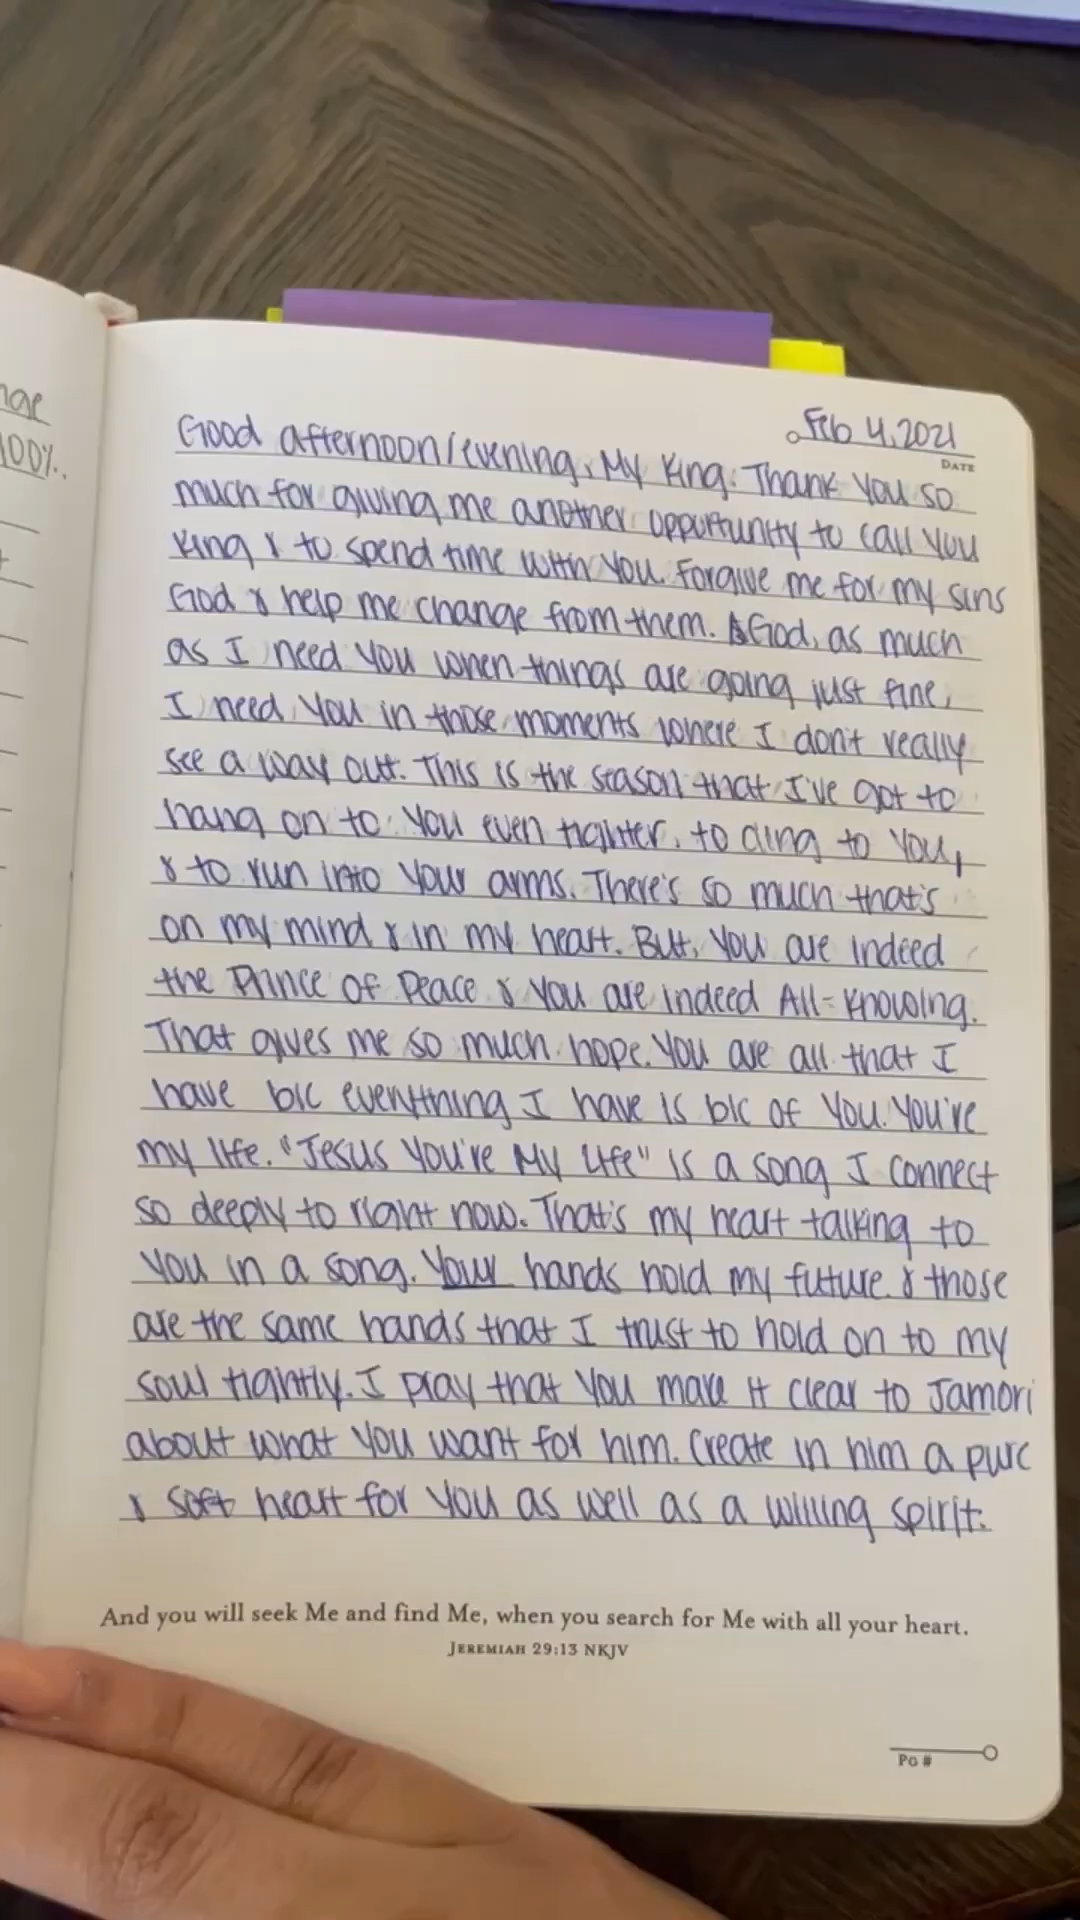 nge
100%.
Feb 4, 2021
DATE
Good afternoon/evening, My King. Thank You so
much for giving me another opportunity to call You
King & to spend time with You. Forgive me for my sins
God & help me change from them. God, as much
as I need You when things are going just fine,
I need You in those moments where I don't really
see a way out. This is the season that I've got to
hang on to You even tighter, to cling to You,
& to run into Your arms. There's so much that's
on my mind & in my heart. But, You are indeed
the Prince of Peace & You are indeed All-Knowing.
That gives me so much hope. You are all that I
have b/c everything I have is b/c of You. You're
my life. "Jesus You're My Life" is a song I connect
so deeply to right now. That's my heart talking to
You in a song. Your hands hold my future & those
are the same hands that I trust to hold on to my
soul tightly. I pray that You make it clear to Jamori
about what You want for him. Create in him a pure
& soft heart for You as well as a willing spirit.
And you will seek Me and find Me, when you search for Me with all your heart.
JEREMIAH 29:13 NKJV
PG #